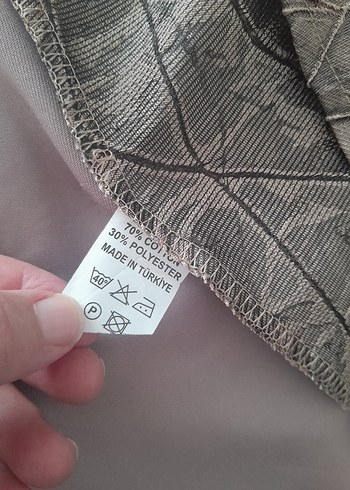 70% COTTON
30% POLYESTER
MADE IN TÜRKİYE
40°
P